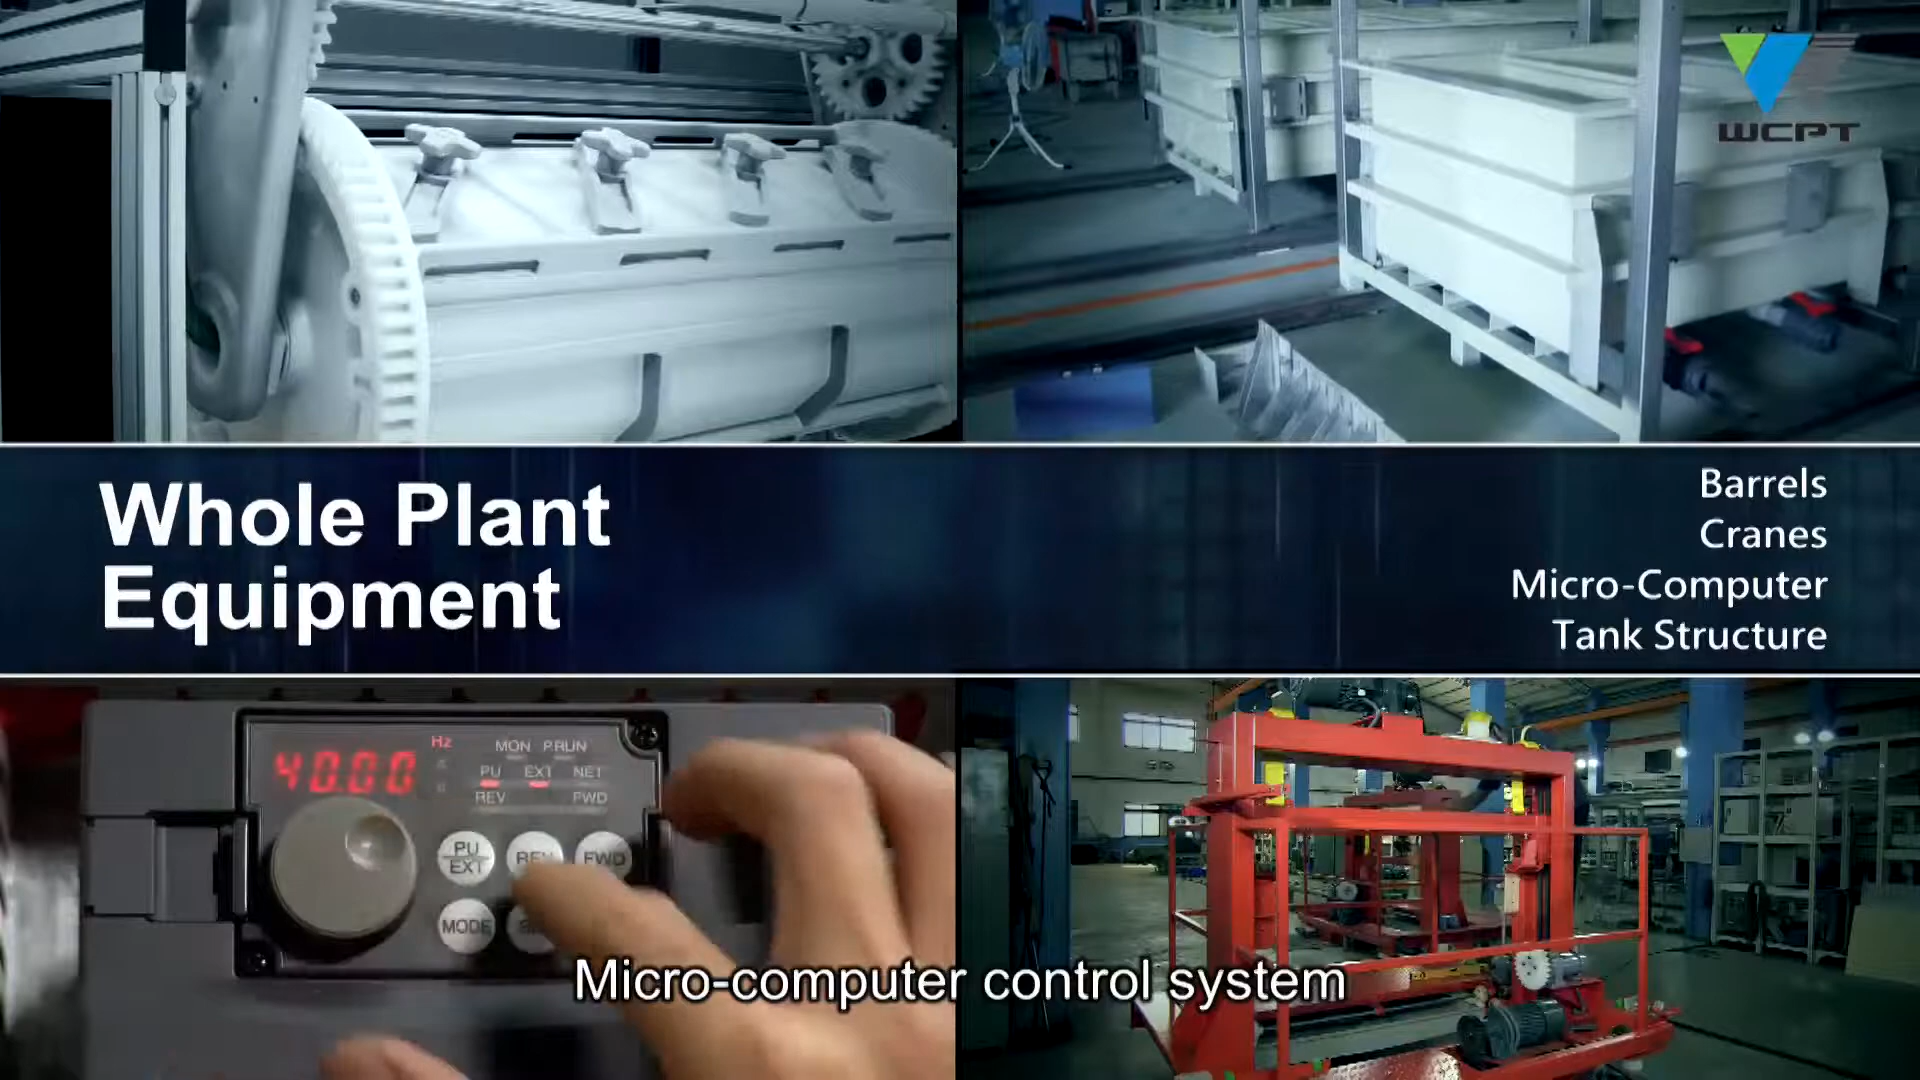 WCPT
Whole Plant
Equipment
Barrels
Cranes
Micro-Computer
Tank Structure
40.00
Hz
MON P.RUN
PU EXT NET
REV FWD
PU
EXT
REV
FWD
MODE
Micro-computer control system